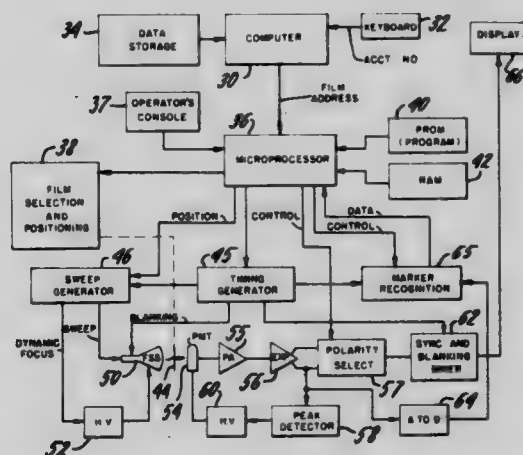 34
DATA
STORAGE
COMPUTER
30
KEYBOARD
32
ACCT NO
DISPLAY
66
37
OPERATOR'S
CONSOLE
FILM
ADDRESS
36
MICROPROCESSOR
40
PROM
(PROGRAM)
RAM
42
38
FILM
SELECTION
AND
POSITIONING
POSITION
CONTROL
DATA
CONTROL
46
SWEEP
GENERATOR
45
TIMING
GENERATOR
65
MARKER
RECOGNITION
DYNAMIC
FOCUS
SWEEP
BLANKING
62
SYNC AND
BLANKING
FSS
50
44
PMT
54
55
PA
56
POLARITY
SELECT
57
H V
52
H V
60
PEAK
DETECTOR
58
A TO D
64